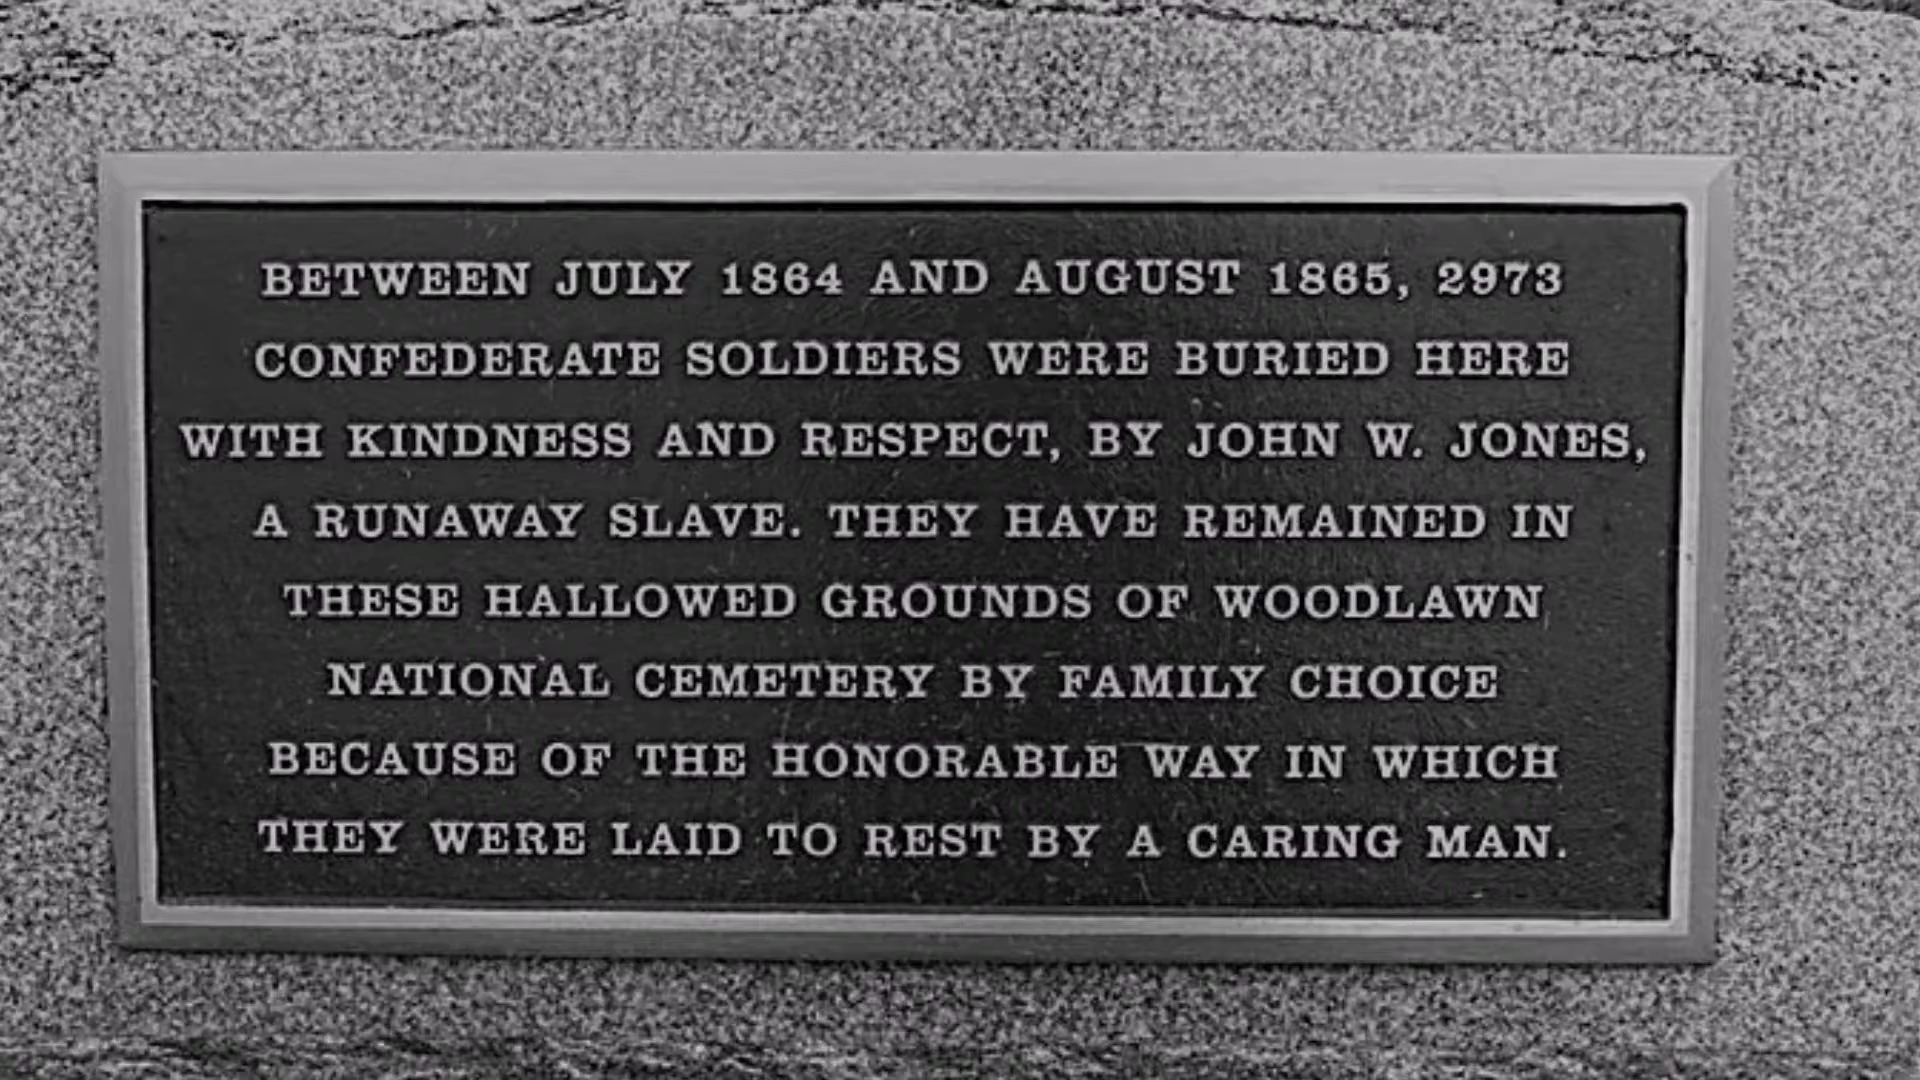 BETWEEN JULY 1864 AND AUGUST 1865, 2973
CONFEDERATE SOLDIERS WERE BURIED HERE
WITH KINDNESS AND RESPECT, BY JOHN W. JONES,
A RUNAWAY SLAVE. THEY HAVE REMAINED IN
THESE HALLOWED GROUNDS OF WOODLAWN
NATIONAL CEMETERY BY FAMILY CHOICE
BECAUSE OF THE HONORABLE WAY IN WHICH
THEY WERE LAID TO REST BY A CARING MAN.